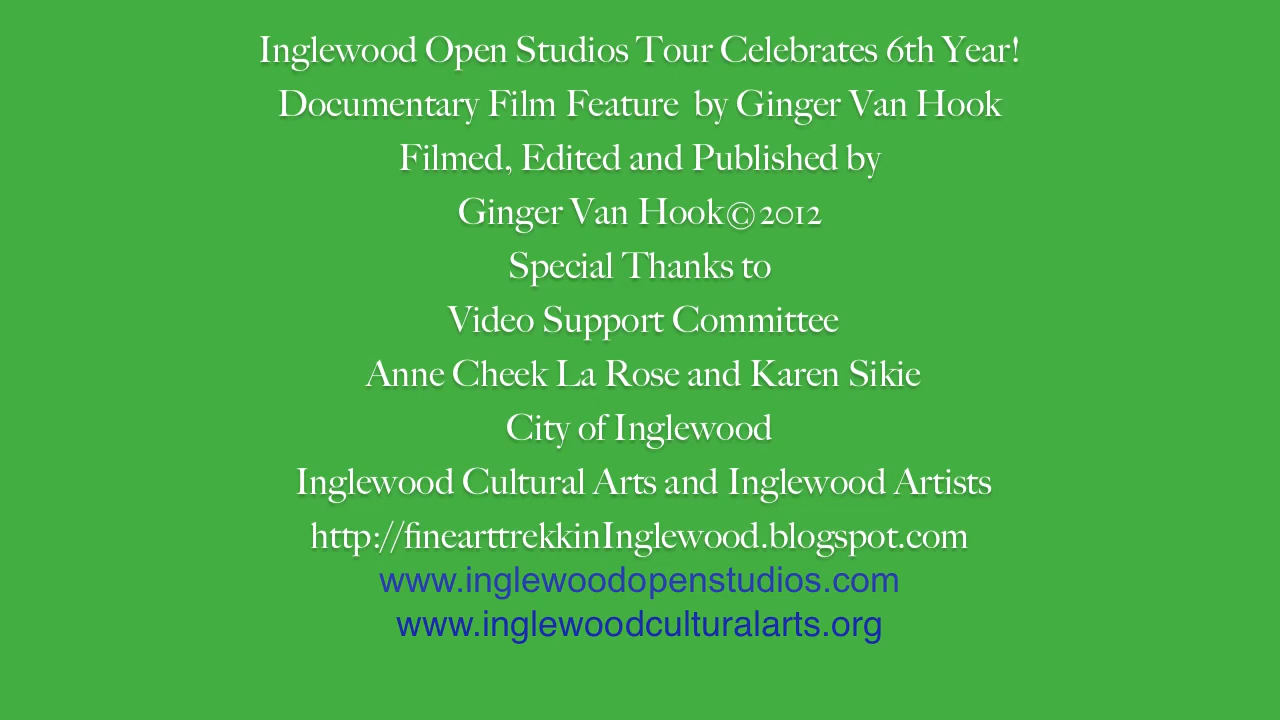 Inglewood Open Studios Tour Celebrates 6th Year!
Documentary Film Feature by Ginger Van Hook
Filmed, Edited and Published by
Ginger Van Hook©2012
Special Thanks to
Video Support Committee
Anne Cheek La Rose and Karen Sikie
City of Inglewood
Inglewood Cultural Arts and Inglewood Artists
http://finearttrekkinInglewood.blogspot.com
www.inglewoodopenstudios.com
www.inglewoodculturalarts.org